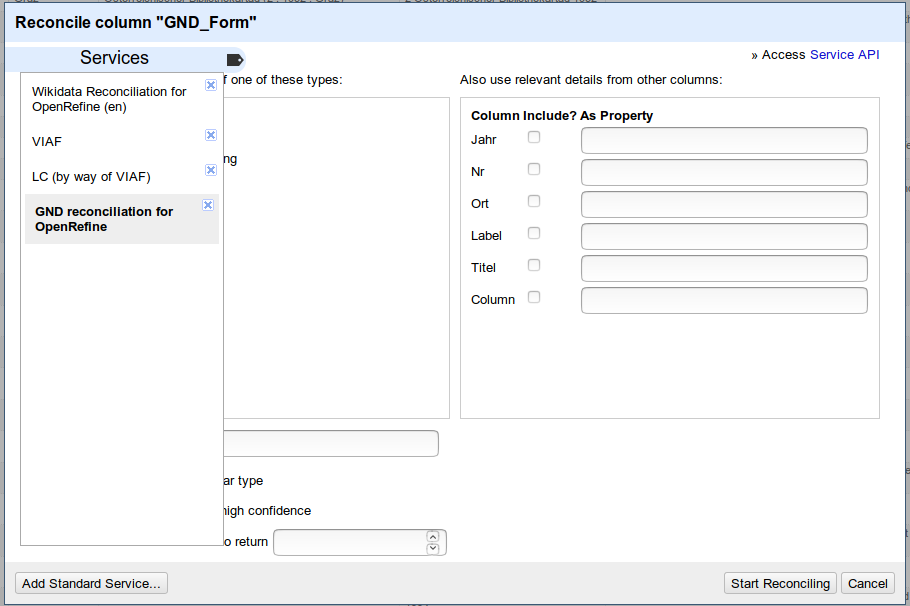 Reconcile column "GND_Form"
Services
» Access Service API
Wikidata Reconciliation for
OpenRefine (en)
VIAF
LC (by way of VIAF)
GND reconciliation for
OpenRefine
f one of these types:
ng
Also use relevant details from other columns:
Column Include? As Property
Jahr
Nr
Ort
Label
Titel
Column
ar type
high confidence
o return
Add Standard Service...
Start Reconciling
Cancel